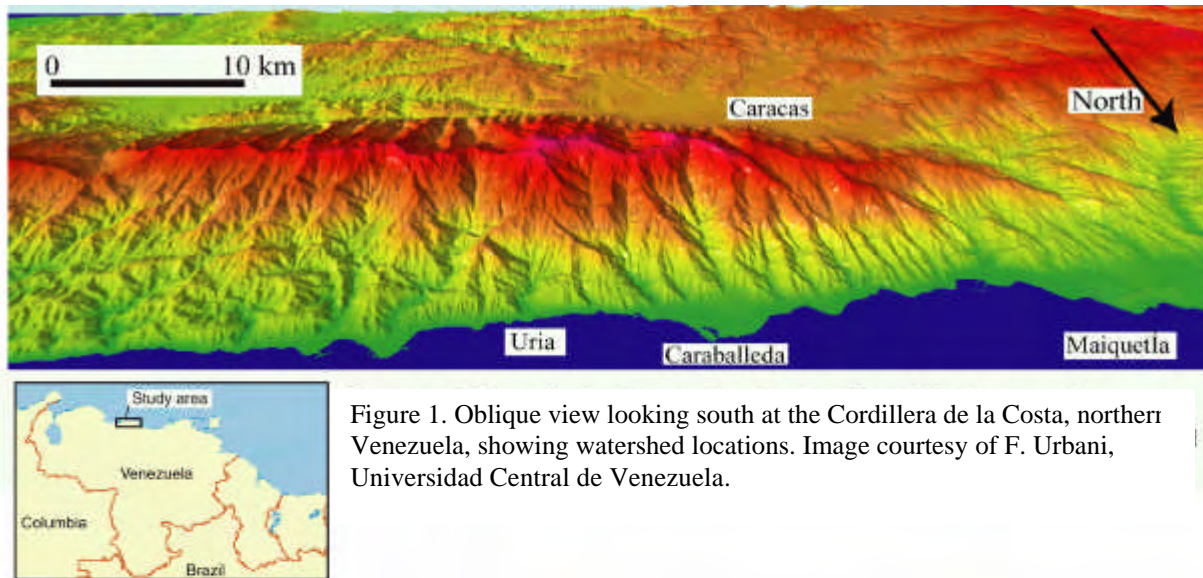 0 10 km
Caracas
North
Uria
Caraballeda
Maiquetla
Study area
Venezuela
Columbia
Brazil
Figure 1. Oblique view looking south at the Cordillera de la Costa, northern
Venezuela, showing watershed locations. Image courtesy of F. Urbani,
Universidad Central de Venezuela.